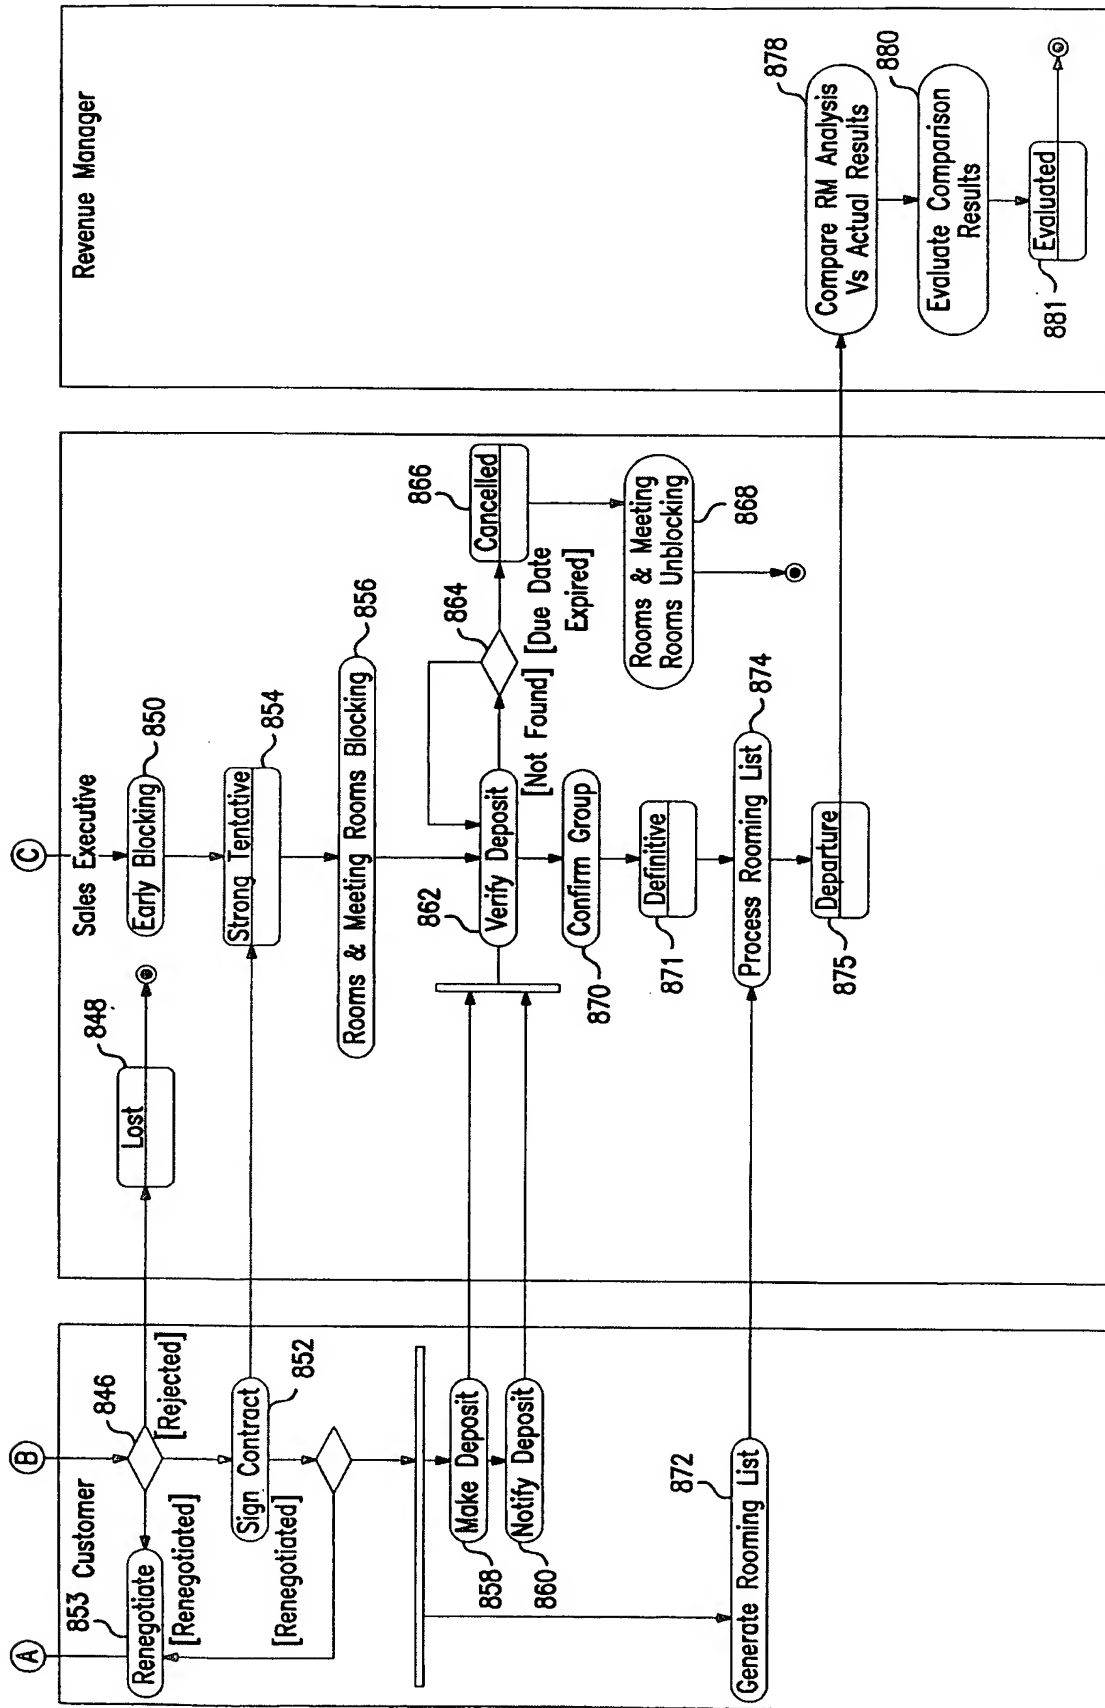 A
B
C
853
Customer
Renegotiate
[Renegotiated]
846
[Rejected]
Sign Contract
852
[Renegotiated]
Make Deposit
858
Notify Deposit
860
872
Generate Rooming List
Sales Executive
848
Lost
Early Blocking
850
Strong Tentative
854
Rooms & Meeting Rooms Blocking
856
862
Verify Deposit
[Not Found]
864
[Due Date
Expired]
866
Cancelled
Rooms & Meeting
Rooms Unblocking
868
Confirm Group
870
Definitive
871
Process Rooming List
874
Departure
875
Revenue Manager
878
Compare RM Analysis
Vs Actual Results
880
Evaluate Comparison
Results
Evaluated
881